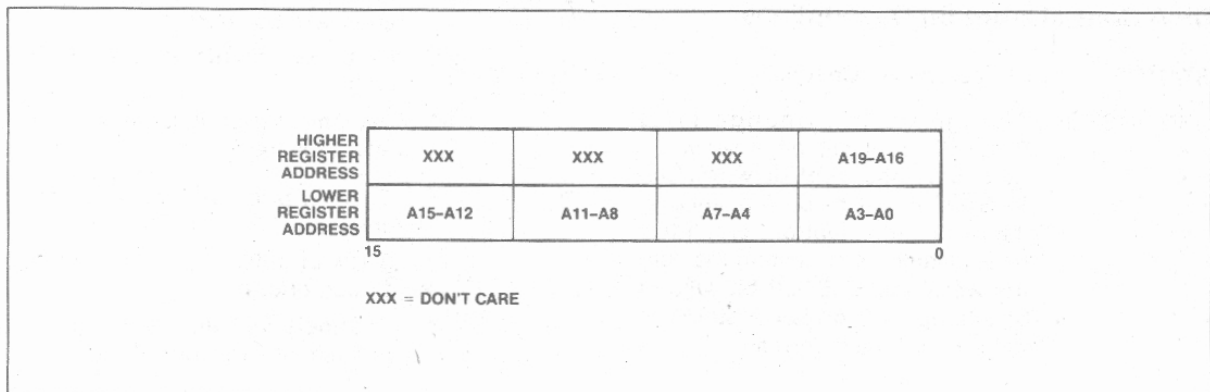 HIGHER
REGISTER
ADDRESS
XXX XXX XXX A19–A16
LOWER
REGISTER
ADDRESS
A15–A12 A11–A8 A7–A4 A3–A0
15 0
XXX = DON'T CARE